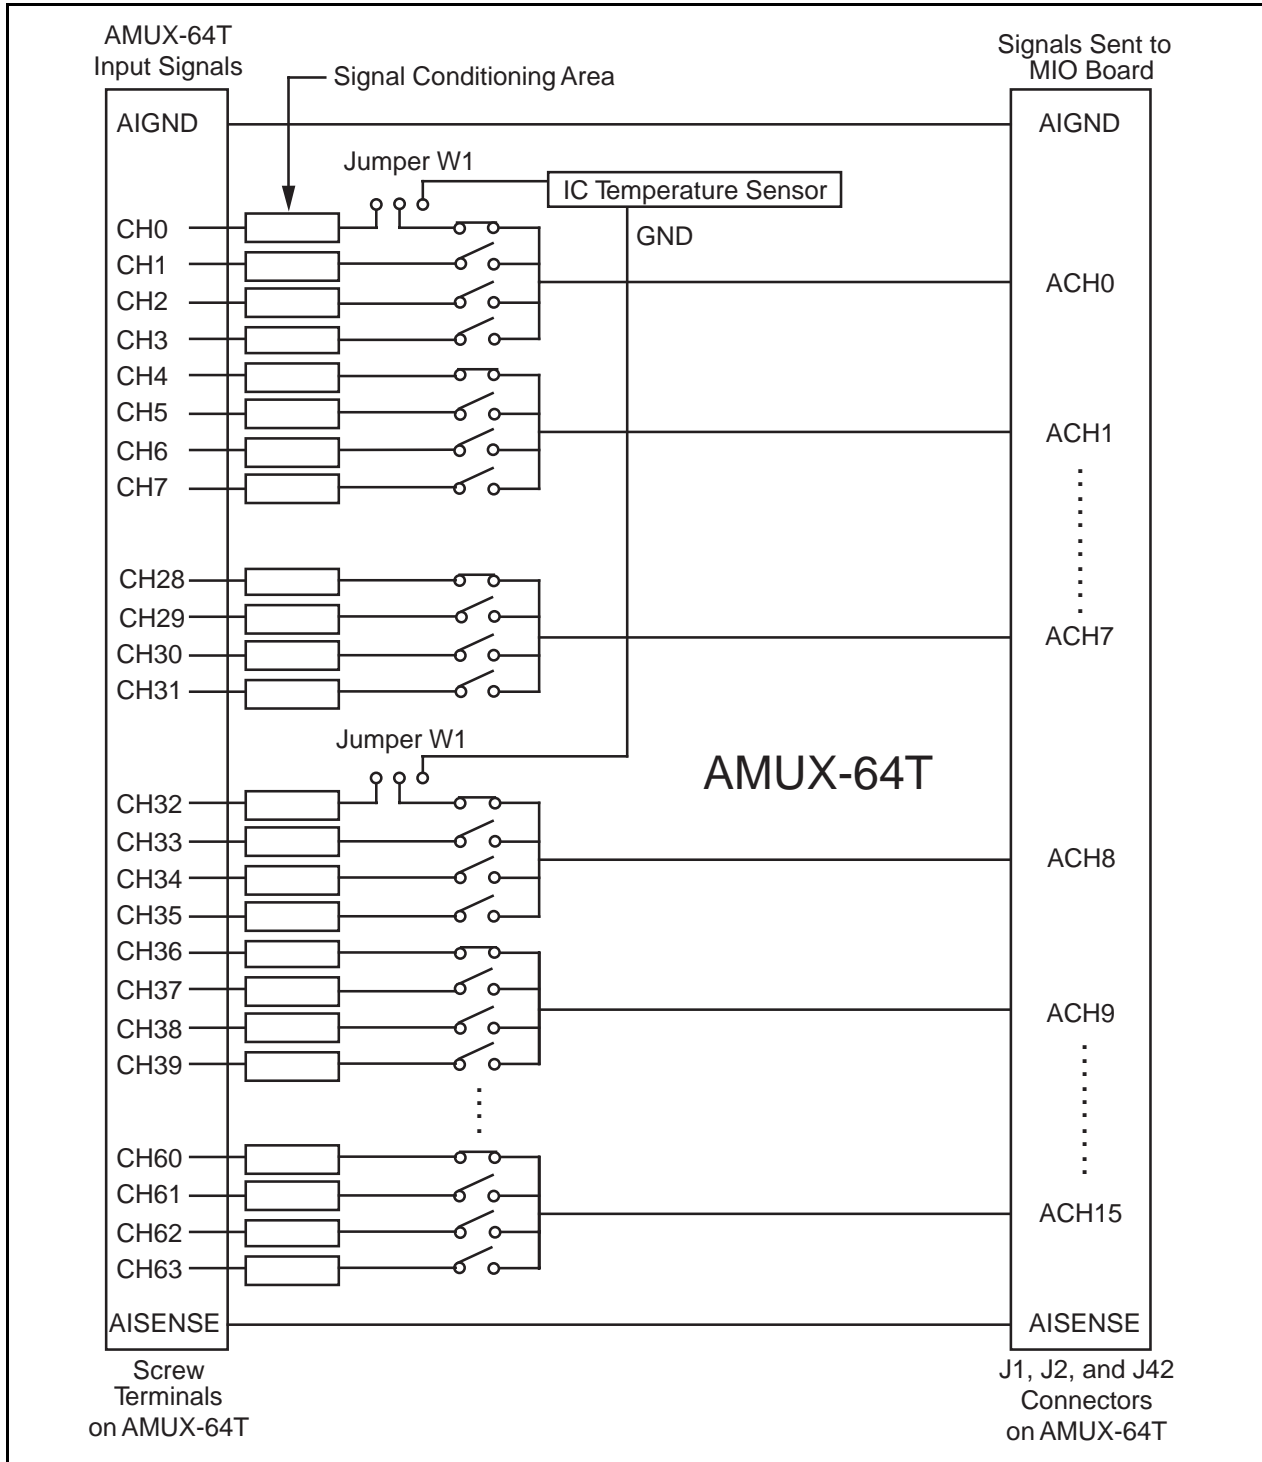 AMUX-64T
Input Signals
Signals Sent to
MIO Board
Signal Conditioning Area
AIGND
AIGND
Jumper W1
IC Temperature Sensor
GND
CH0
CH1
CH2
CH3
ACH0
CH4
CH5
CH6
CH7
ACH1
CH28
CH29
CH30
CH31
ACH7
Jumper W1
AMUX-64T
CH32
CH33
CH34
CH35
ACH8
CH36
CH37
CH38
CH39
ACH9
CH60
CH61
CH62
CH63
ACH15
AISENSE
AISENSE
Screw
Terminals
on AMUX-64T
J1, J2, and J42
Connectors
on AMUX-64T